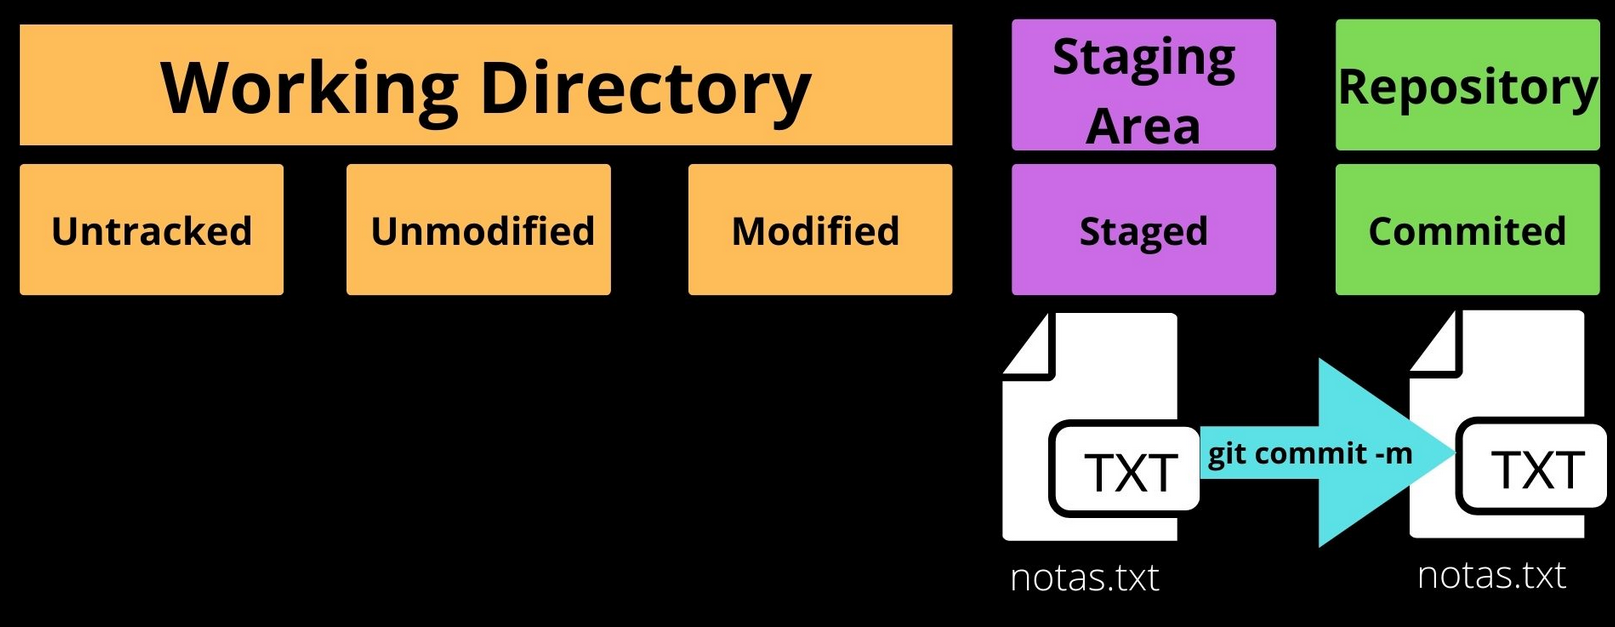 Working Directory
Staging
Area
Repository
Untracked
Unmodified
Modified
Staged
Commited
TXT
git commit -m
TXT
notas.txt
notas.txt